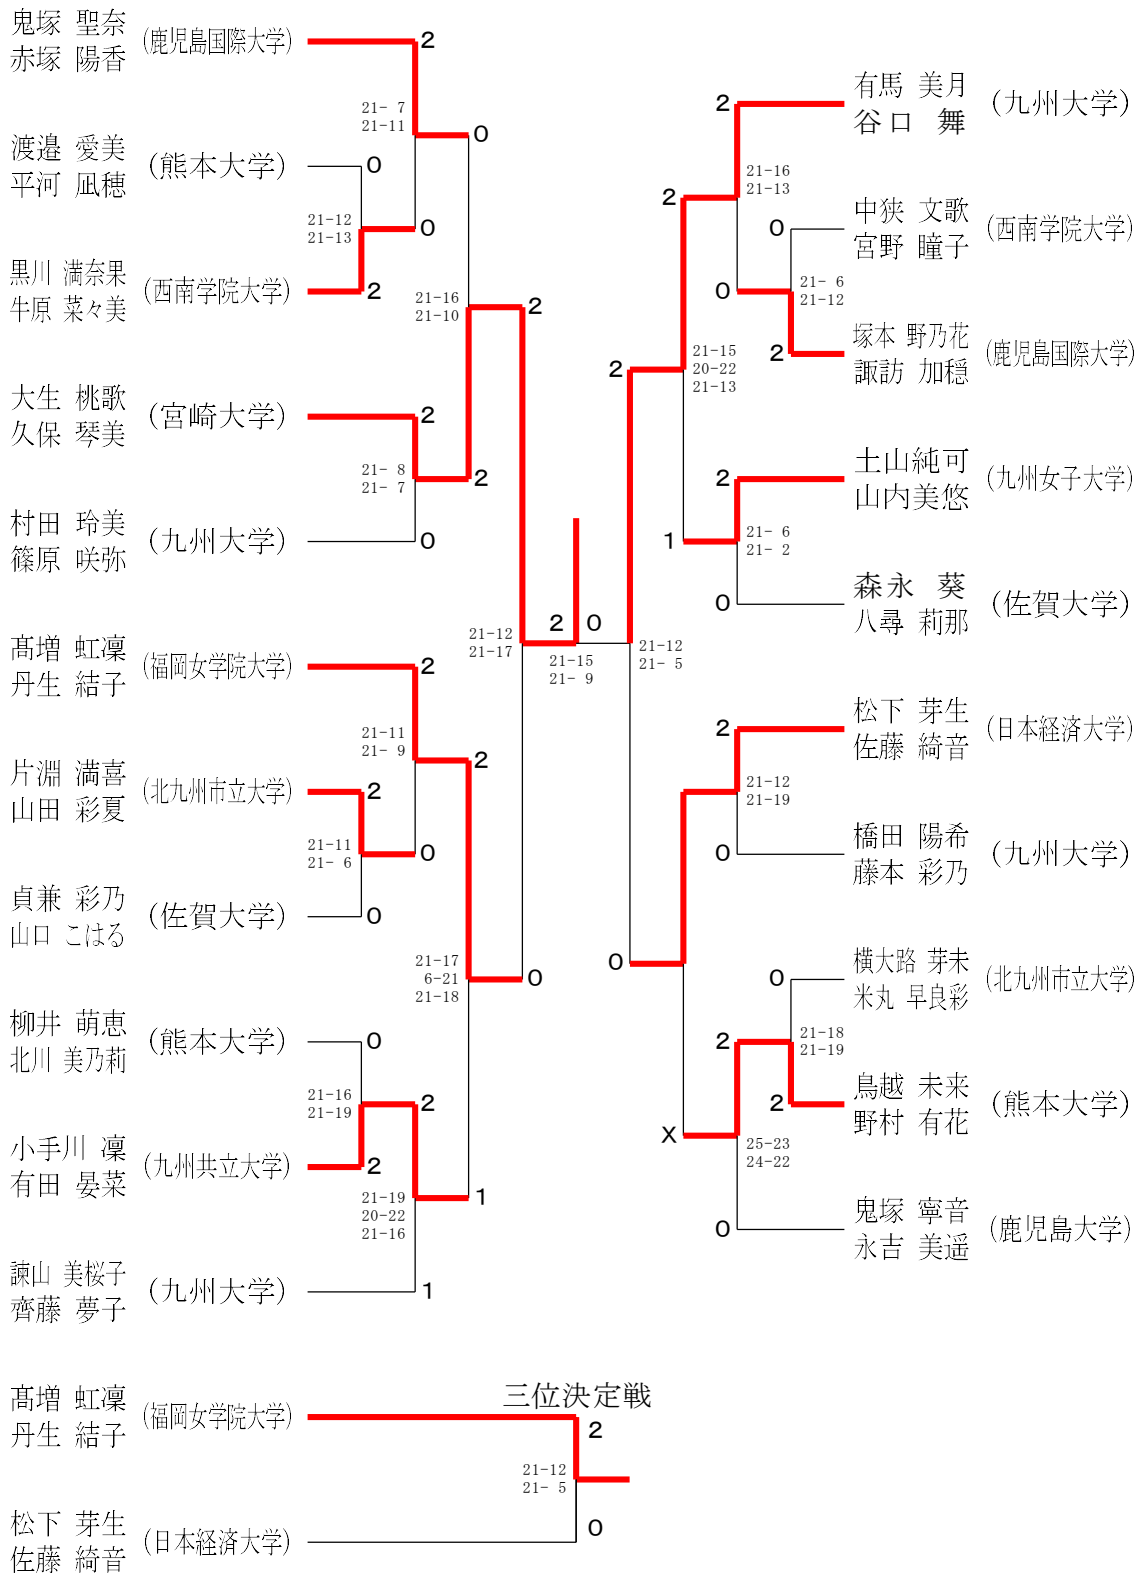 鬼塚 聖奈
赤塚 陽香
(鹿児島国際大学)
2
21- 7
21-11
0
渡邉 愛美
平河 凪穂
(熊本大学)
0
21-12
21-13
0
黒川 満奈果
牛原 菜々美
(西南学院大学)
2
21-16
21-10
2
大生 桃歌
久保 琴美
(宮崎大学)
2
21- 8
21- 7
2
村田 玲美
篠原 咲弥
(九州大学)
0
21-12
21-17
2
0
21-15
21- 9
髙増 虹凜
丹生 結子
(福岡女学院大学)
2
21-11
21- 9
2
片淵 満喜
山田 彩夏
(北九州市立大学)
2
21-11
21- 6
0
貞兼 彩乃
山口 こはる
(佐賀大学)
0
21-17
6-21
21-18
0
柳井 萌恵
北川 美乃莉
(熊本大学)
0
21-16
21-19
2
小手川 凜
有田 晏菜
(九州共立大学)
2
21-19
20-22
21-16
1
諫山 美桜子
齊藤 夢子
(九州大学)
1
2
有馬 美月
谷口 舞
(九州大学)
21-16
21-13
2
0
中狭 文歌
宮野 瞳子
(西南学院大学)
21- 6
21-12
0
2
塚本 野乃花
諏訪 加穏
(鹿児島国際大学)
21-15
20-22
21-13
2
2
土山純可
山内美悠
(九州女子大学)
21- 6
21- 2
1
0
森永 葵
八尋 莉那
(佐賀大学)
21-12
21- 5
2
松下 芽生
佐藤 綺音
(日本経済大学)
21-12
21-19
0
橋田 陽希
藤本 彩乃
(九州大学)
0
0
横大路 芽未
米丸 早良彩
(北九州市立大学)
21-18
21-19
2
2
鳥越 未来
野村 有花
(熊本大学)
X
25-23
24-22
0
鬼塚 寧音
永吉 美遥
(鹿児島大学)
三位決定戦
髙増 虹凜
丹生 結子
(福岡女学院大学)
2
21-12
21- 5
松下 芽生
佐藤 綺音
(日本経済大学)
0